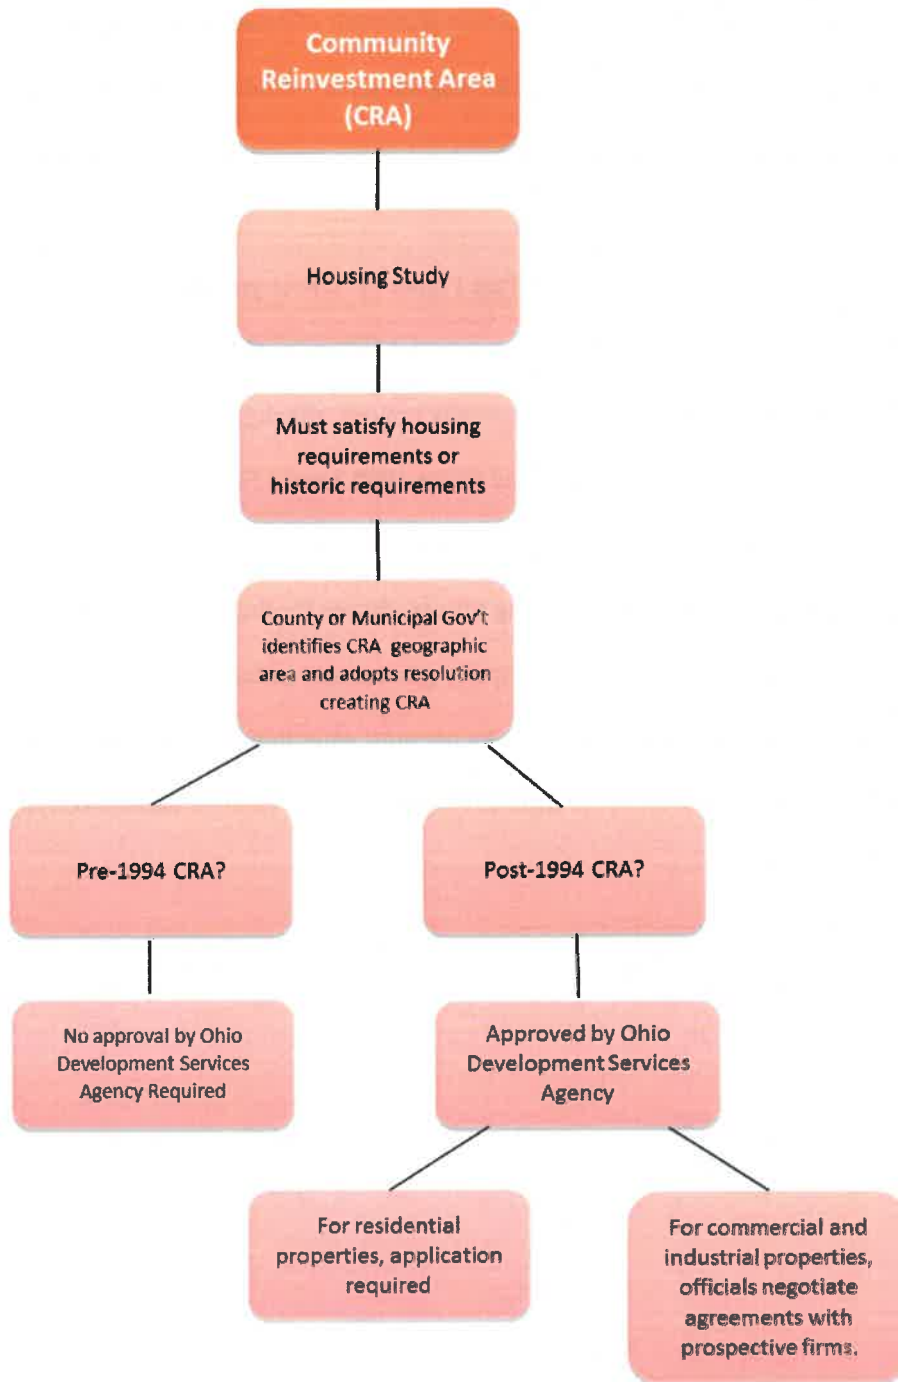 Community
Reinvestment Area
(CRA)
Housing Study
Must satisfy housing
requirements or
historic requirements
County or Municipal Gov't
identifies CRA geographic
area and adopts resolution
creating CRA
Pre-1994 CRA?
Post-1994 CRA?
No approval by Ohio
Development Services
Agency Required
Approved by Ohio
Development Services
Agency
For residential
properties, application
required
For commercial and
industrial properties,
officials negotiate
agreements with
prospective firms.